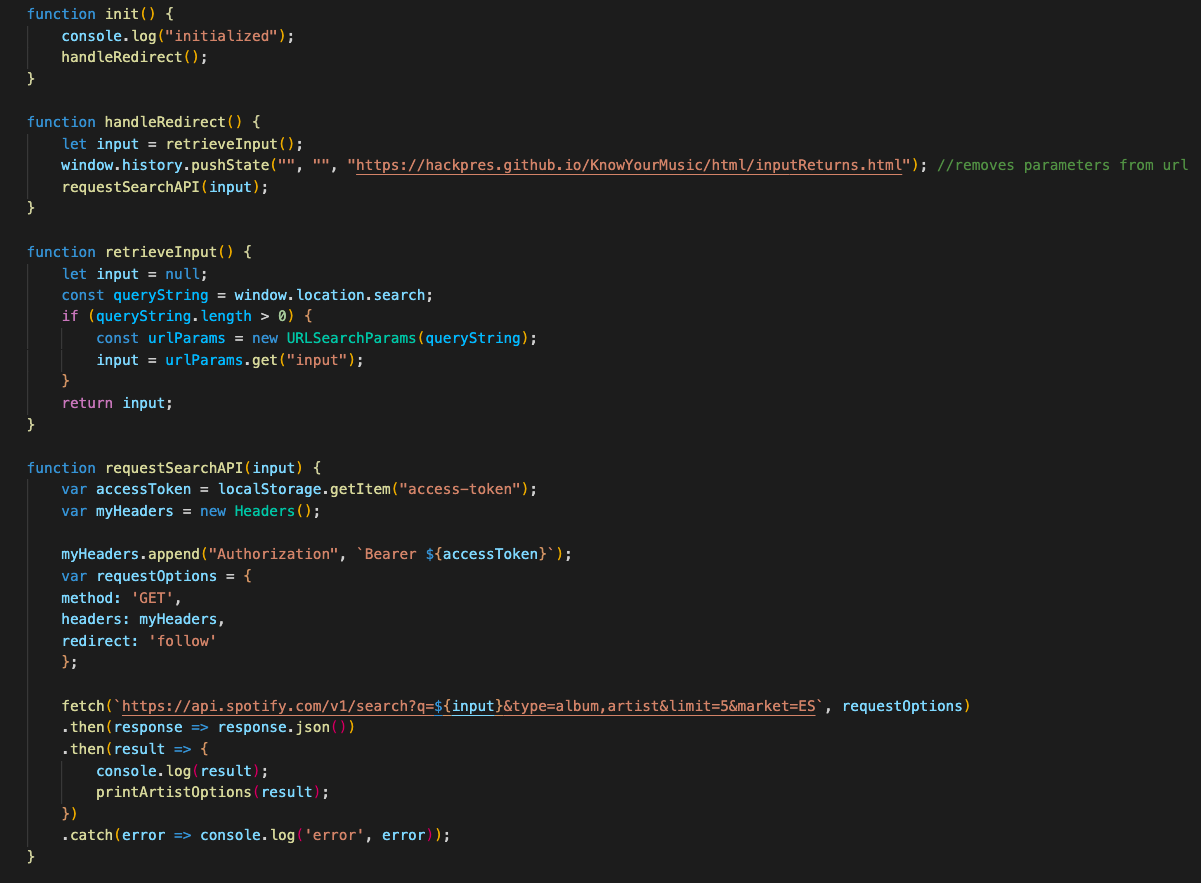 function init() {
    console.log("initialized");
    handleRedirect();
}

function handleRedirect() {
    let input = retrieveInput();
    window.history.pushState("", "", "https://hackpres.github.io/KnowYourMusic/html/inputReturns.html"); //removes parameters from url
    requestSearchAPI(input);
}

function retrieveInput() {
    let input = null;
    const queryString = window.location.search;
    if (queryString.length > 0) {
        const urlParams = new URLSearchParams(queryString);
        input = urlParams.get("input");
    }
    return input;
}

function requestSearchAPI(input) {
    var accessToken = localStorage.getItem("access-token");
    var myHeaders = new Headers();

    myHeaders.append("Authorization", `Bearer ${accessToken}`);
    var requestOptions = {
    method: 'GET',
    headers: myHeaders,
    redirect: 'follow'
    };

    fetch(`https://api.spotify.com/v1/search?q=${input}&type=album,artist&limit=5&market=ES`, requestOptions)
    .then(response => response.json())
    .then(result => {
        console.log(result);
        printArtistOptions(result);
    })
    .catch(error => console.log('error', error));
}